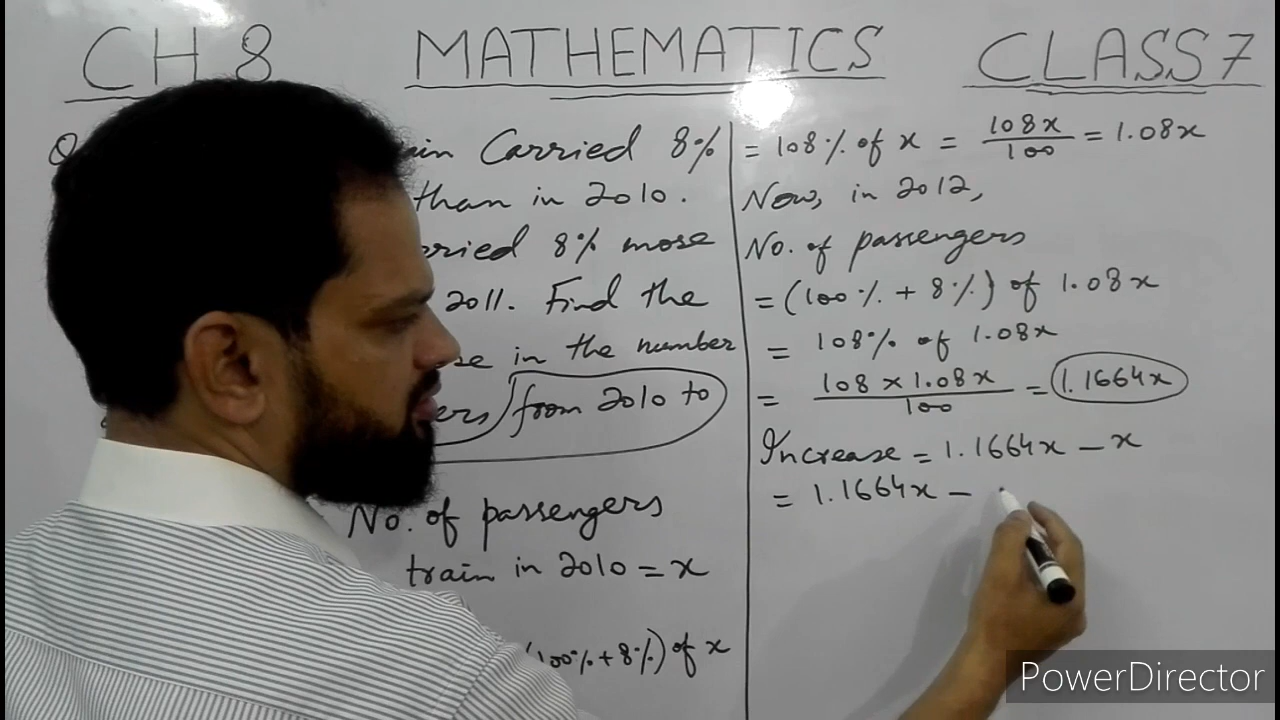 CH 8 MATHEMATICS CLASS 7
Carried 8%
than in 2010.
8% more
2011. Find the
in the number
from 2010 to
No. of passengers
train in 2010 = x
(100% + 8%) of x
= 108% of x = 108x/100 = 1.08x
Now, in 2012,
No. of passengers
= (100% + 8%) of 1.08x
= 108% of 1.08x
= 108 x 1.08x/100 = 1.1664x
Increase = 1.1664x - x
= 1.1664x -
PowerDirector